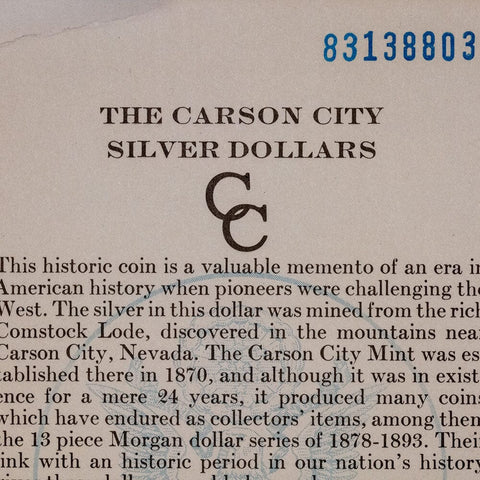 83138803
THE CARSON CITY
SILVER DOLLARS
CC
This historic coin is a valuable memento of an era in
American history when pioneers were challenging the
West. The silver in this dollar was mined from the rich
Comstock Lode, discovered in the mountains near
Carson City, Nevada. The Carson City Mint was es-
tablished there in 1870, and although it was in exist-
ence for a mere 24 years, it produced many coins
which have endured as collectors' items, among them
the 13 piece Morgan dollar series of 1878-1893. Their
link with an historic period in our nation's history